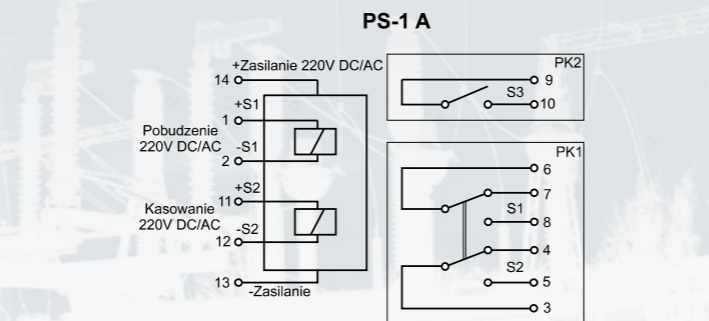 PS-1 A
+Zasilanie 220V DC/AC
14
+S1
1
Pobudzenie
220V DC/AC
-S1
2
+S2
11
Kasowanie
220V DC/AC
-S2
12
13
-Zasilanie
PK2
9
S3
10
PK1
6
7
S1
8
4
S2
5
3